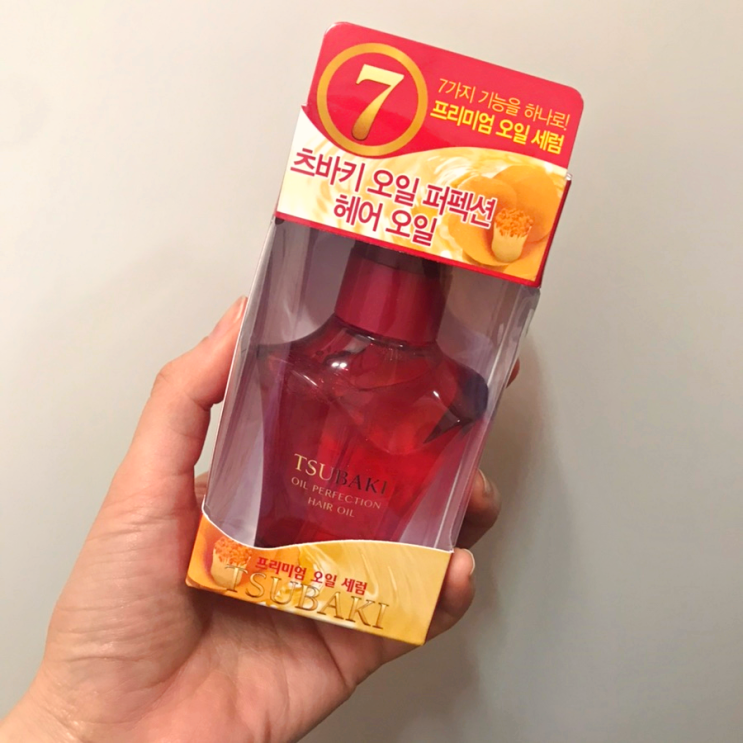 7
7가지 기능을 하나로!
프리미엄 오일 세럼
츠바키 오일 퍼펙션
헤어 오일
TSUBAKI
OIL PERFECTION
HAIR OIL
프리미엄 오일 세럼
TSUBAKI